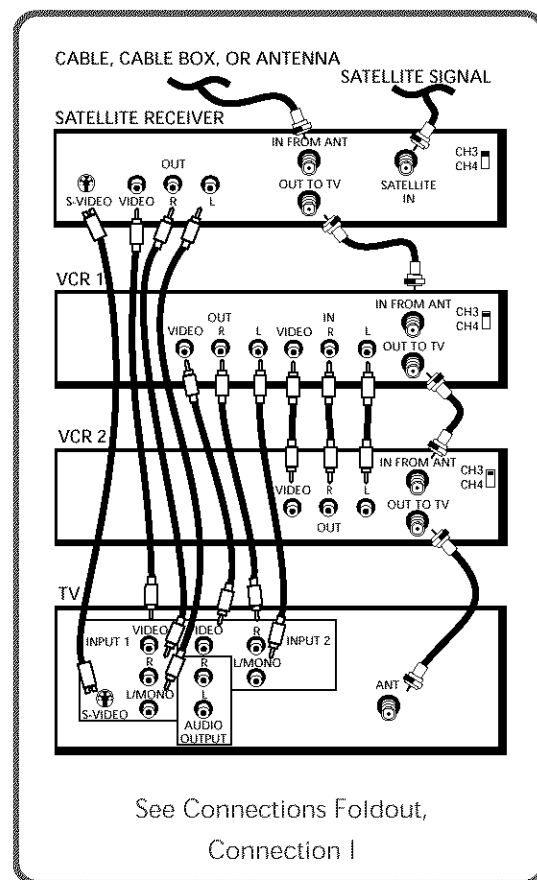 CABLE, CABLE BOX, OR ANTENNA
SATELLITE SIGNAL
SATELLITE RECEIVER
IN FROM ANT
OUT
CH3
CH4
OUT TO TV
SATELLITE
IN
S-VIDEO VIDEO R L
VCR 1
IN FROM ANT
OUT IN
CH3
CH4
VIDEO R L VIDEO R L
OUT TO TV
VCR 2
IN FROM ANT
CH3
CH4
VIDEO R L
OUT TO TV
OUT
TV
INPUT 1 VIDEO VIDEO R INPUT 2
R R L/MONO
ANT
L/MONO L
S-VIDEO
AUDIO
OUTPUT
See Connections Foldout,
Connection I